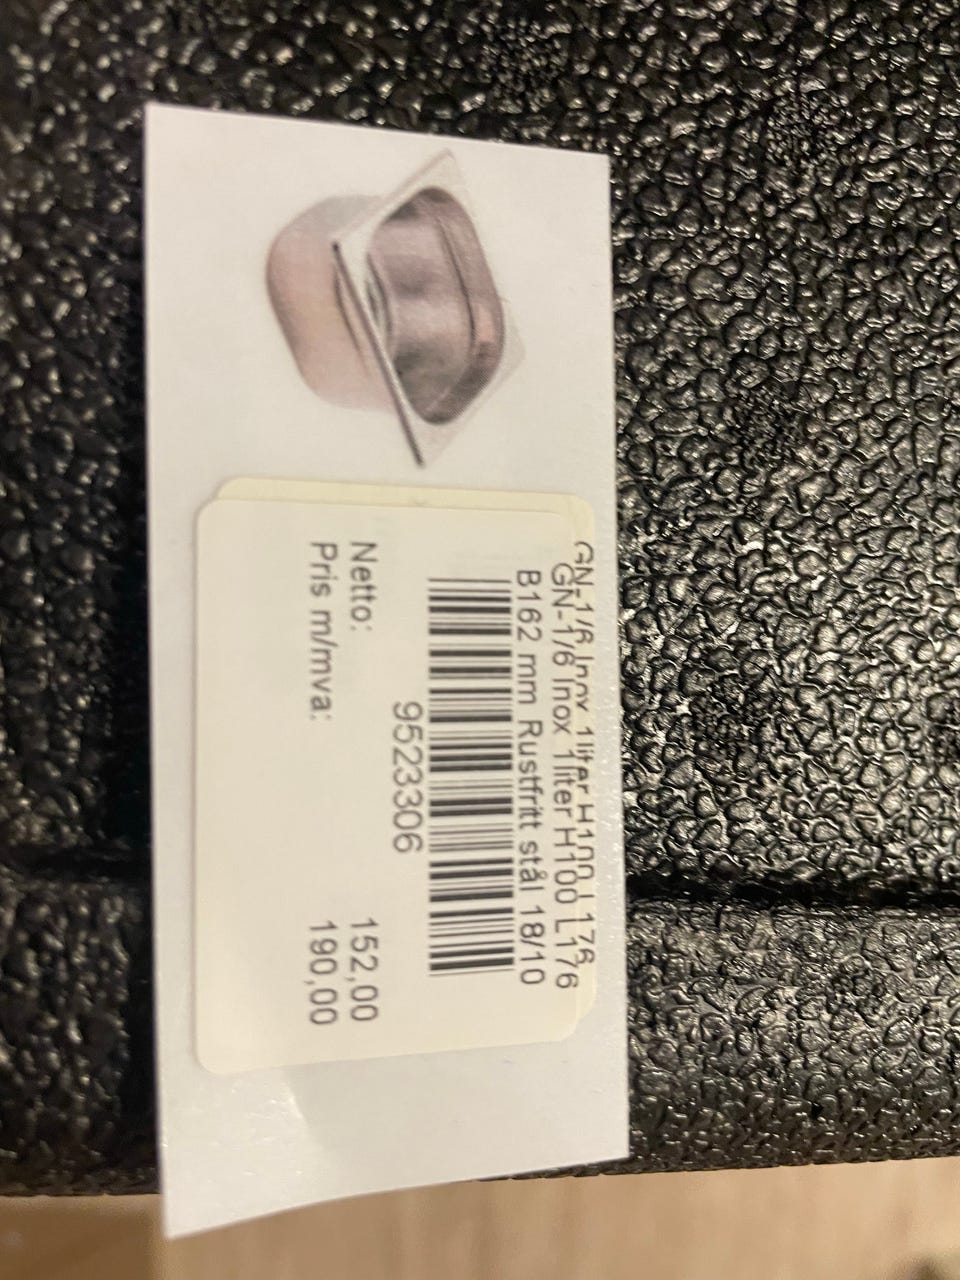 GN-1/6 Inox 1liter H100 L176
GN-1/6 Inox 1liter H100 L176
B162 mm Rustfritt stål 18/10
9523306
Netto: 152,00
Pris m/mva: 190,00